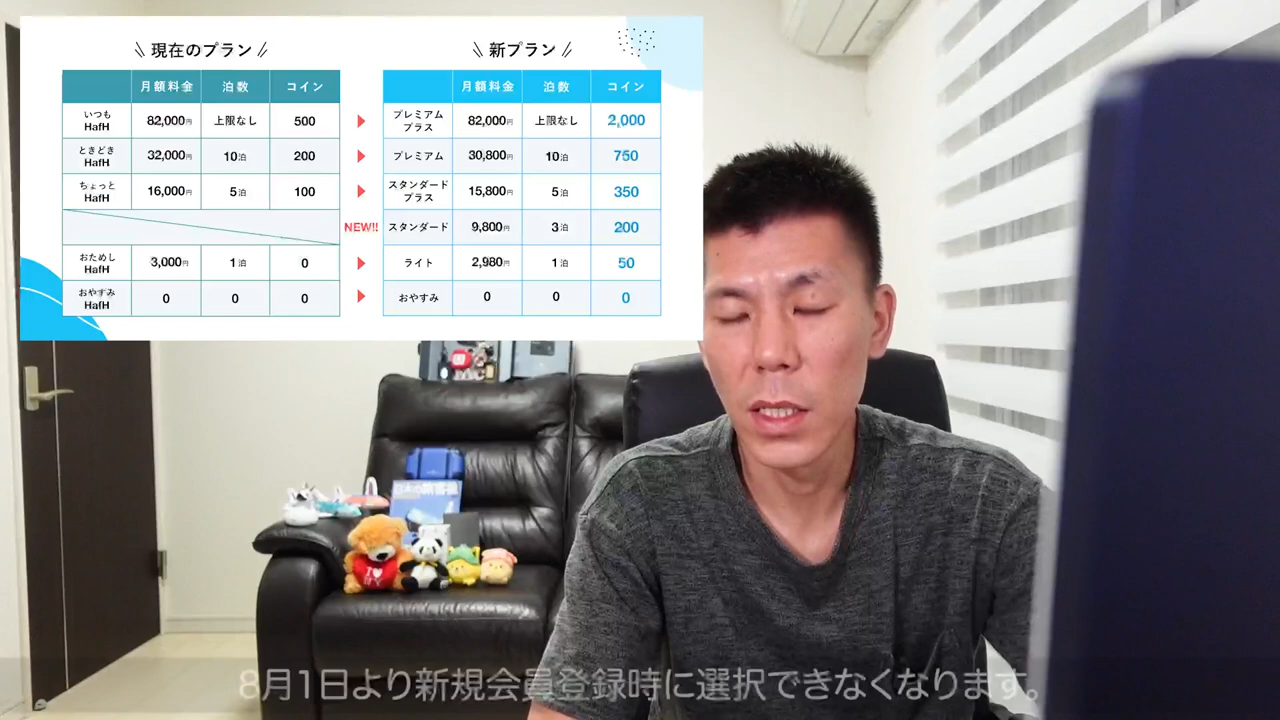 \\ 現在のプラン //
月額料金 泊数 コイン
いつも HafH 82,000円 上限なし 500
ときどき HafH 32,000円 10泊 200
ちょっと HafH 16,000円 5泊 100
おためし HafH 3,000円 1泊 0
おやすみ HafH 0 0 0
NEW!!
\\ 新プラン //
月額料金 泊数 コイン
プレミアム プラス 82,000円 上限なし 2,000
プレミアム 30,800円 10泊 750
スタンダード プラス 15,800円 5泊 350
スタンダード 9,800円 3泊 200
ライト 2,980円 1泊 50
おやすみ 0 0 0
8月1日より新規会員登録時に選択できなくなります。